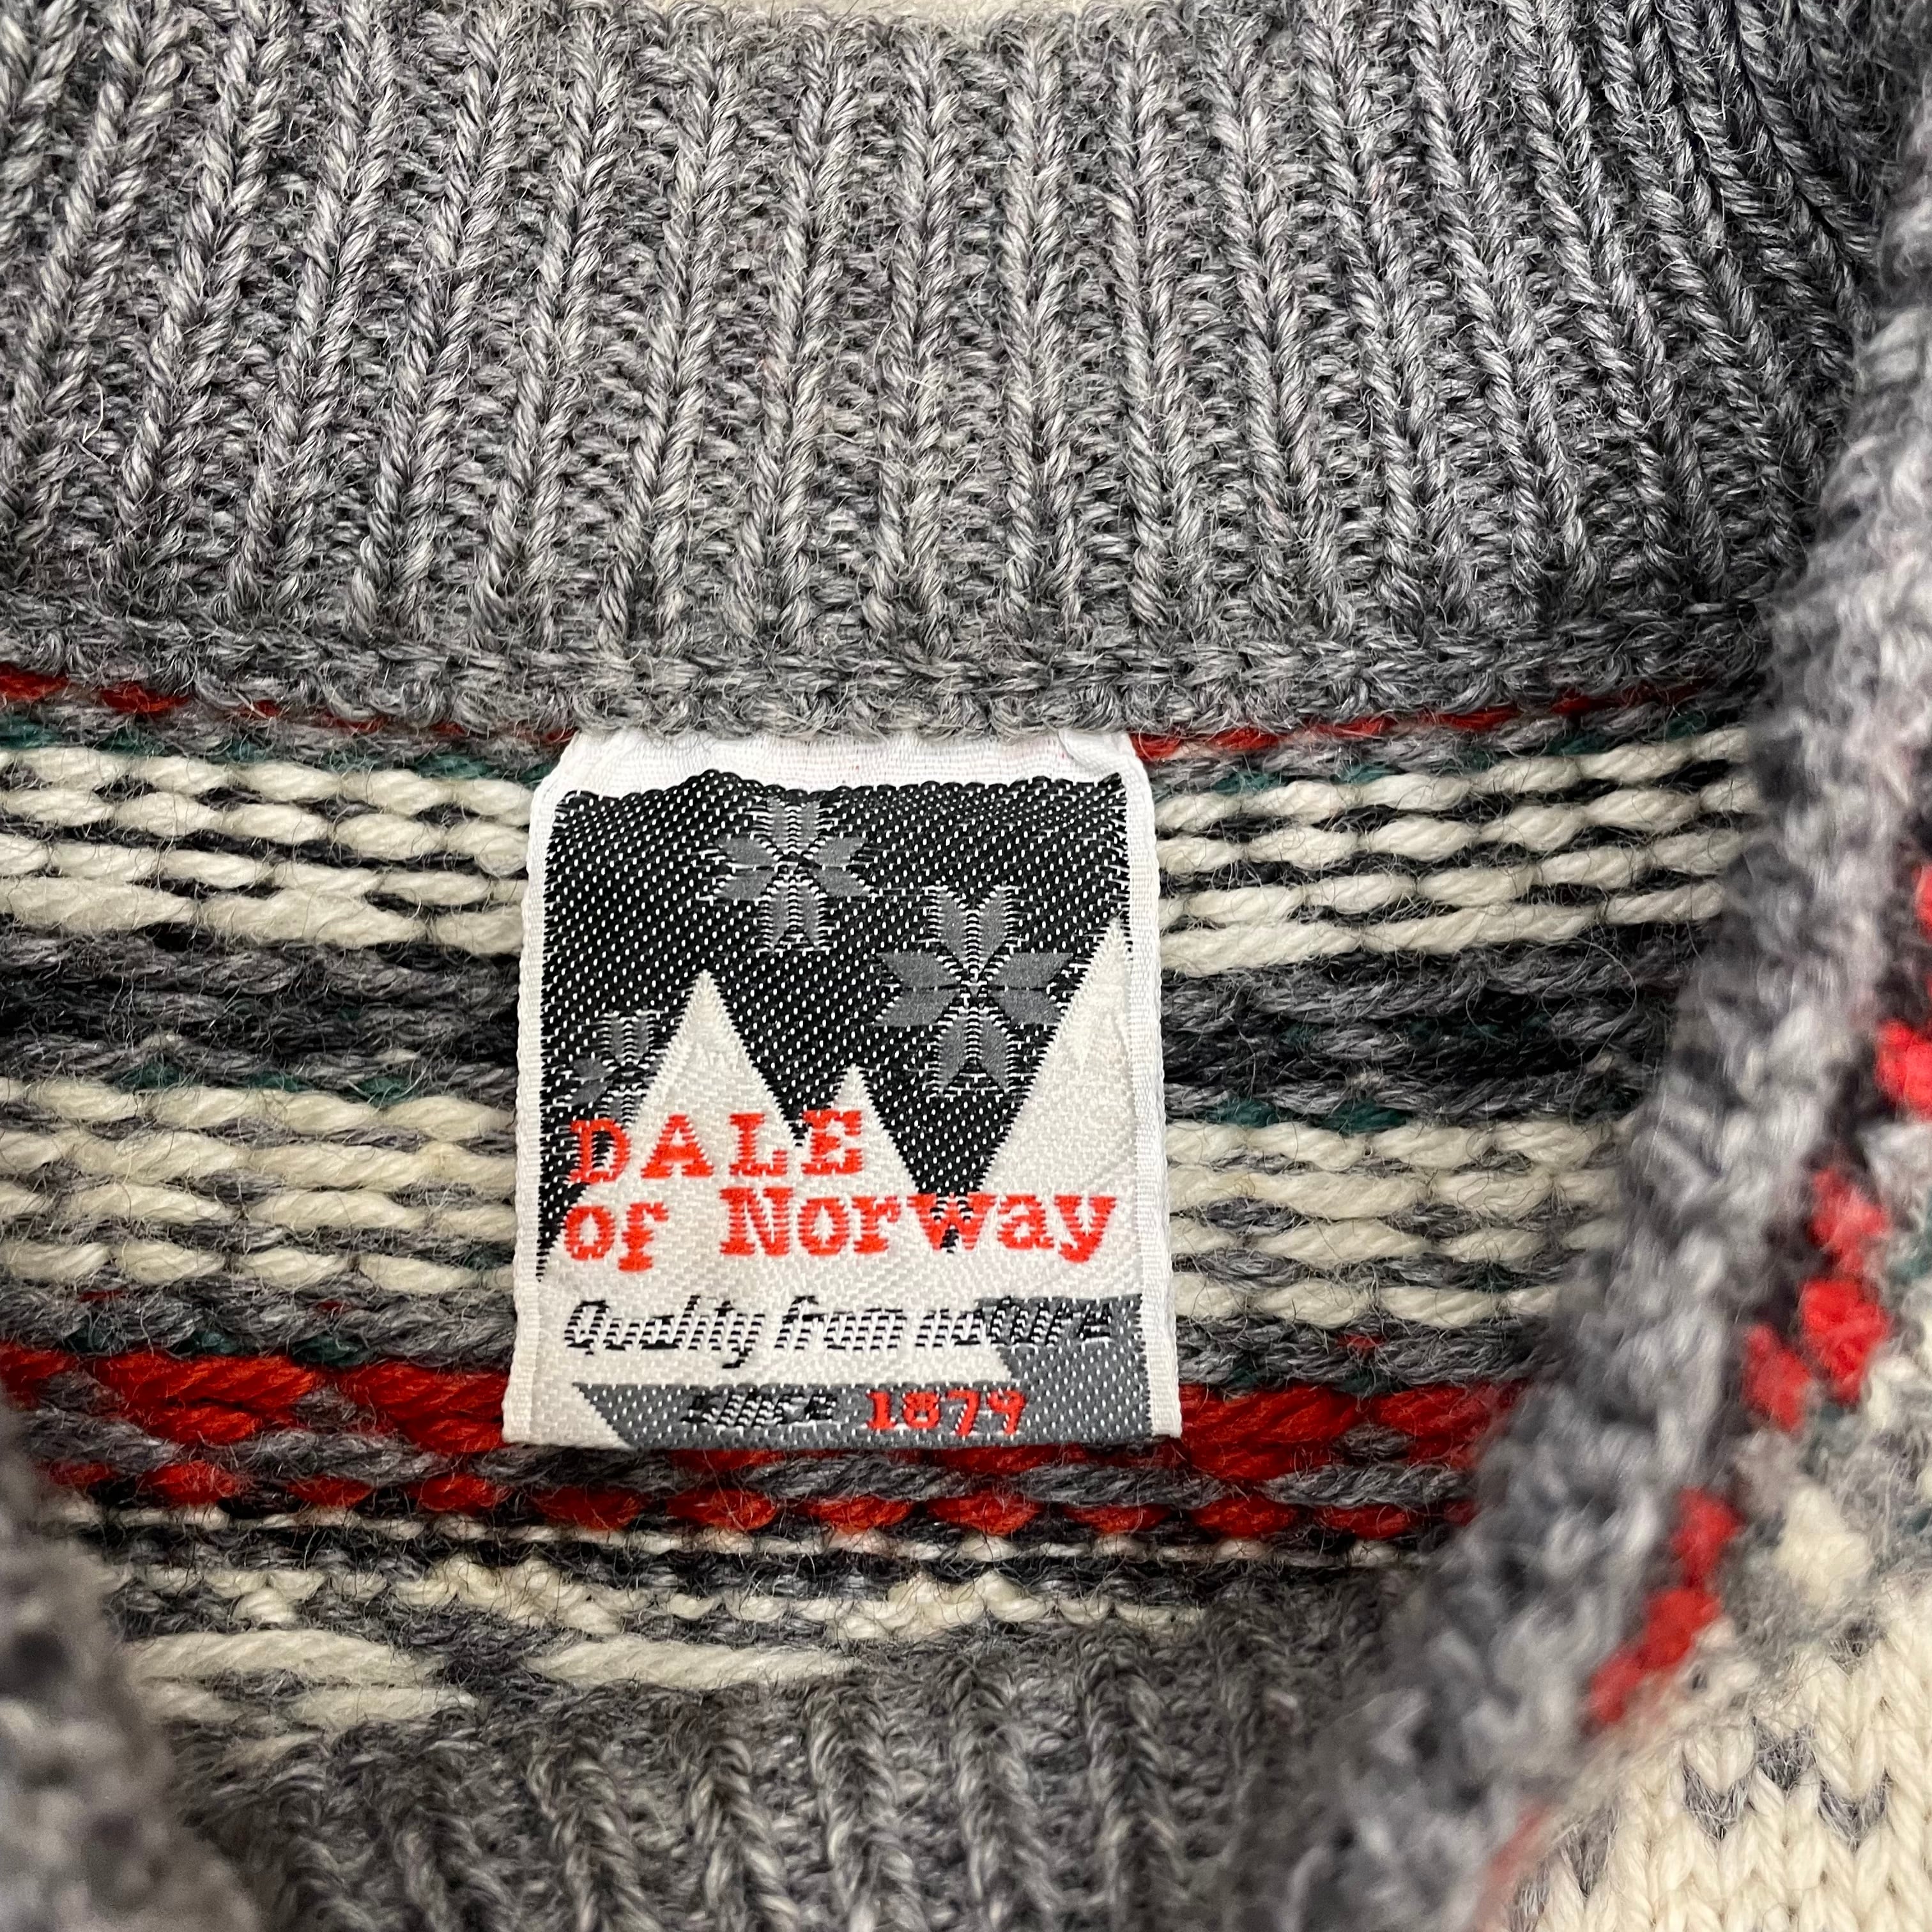 DALE
of Norway
Quality from nature
since 1879